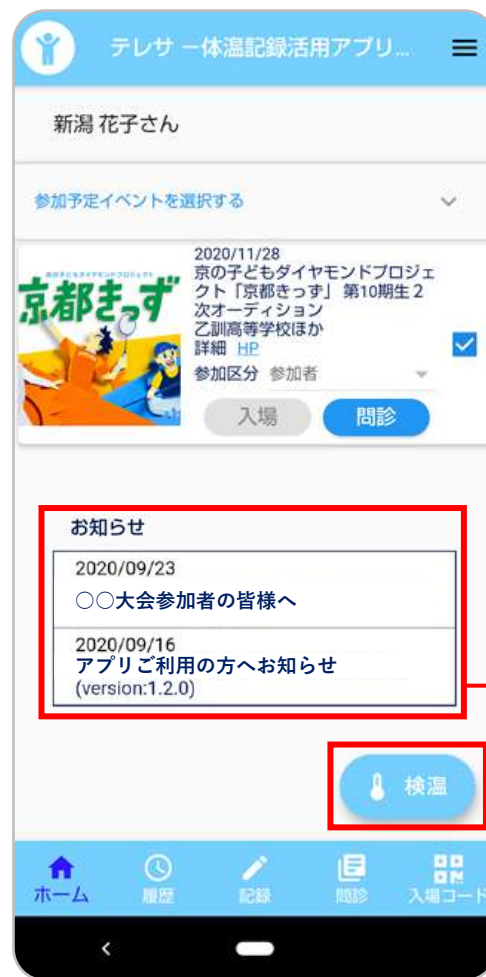 テレサ ー体温記録活用アプリ...
新潟 花子さん
参加予定イベントを選択する
京都きっず
2020/11/28
京の子どもダイヤモンドプロジェ
クト「京都きっず」第10期生2
次オーディション
乙訓高等学校ほか
詳細 HP
参加区分 参加者
入場 問診
お知らせ
2020/09/23
○○大会参加者の皆様へ
2020/09/16
アプリご利用の方へお知らせ
(version:1.2.0)
検温
ホーム 履歴 記録 問診 入場コード